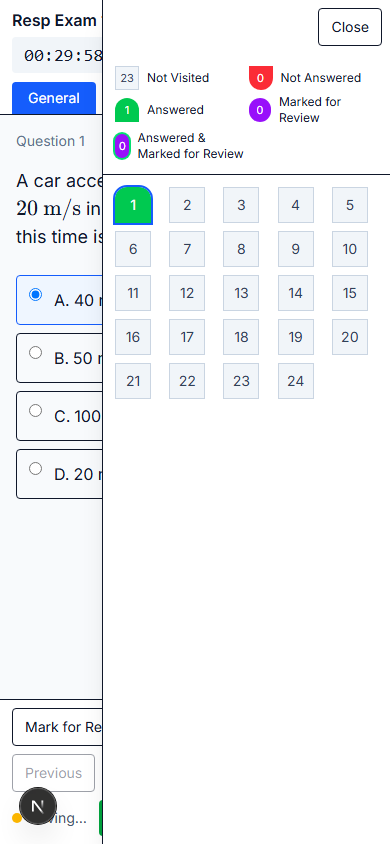 Resp Exam
00:29:58
General
Question 1
A car acce
20 m/s in
this time is
A. 40
B. 50
C. 100
D. 20
Mark for Re
Previous
N
ing...
Close
23 Not Visited
0 Not Answered
1 Answered
0 Marked for
Review
0 Answered &
Marked for Review
1 2 3 4 5
6 7 8 9 10
11 12 13 14 15
16 17 18 19 20
21 22 23 24